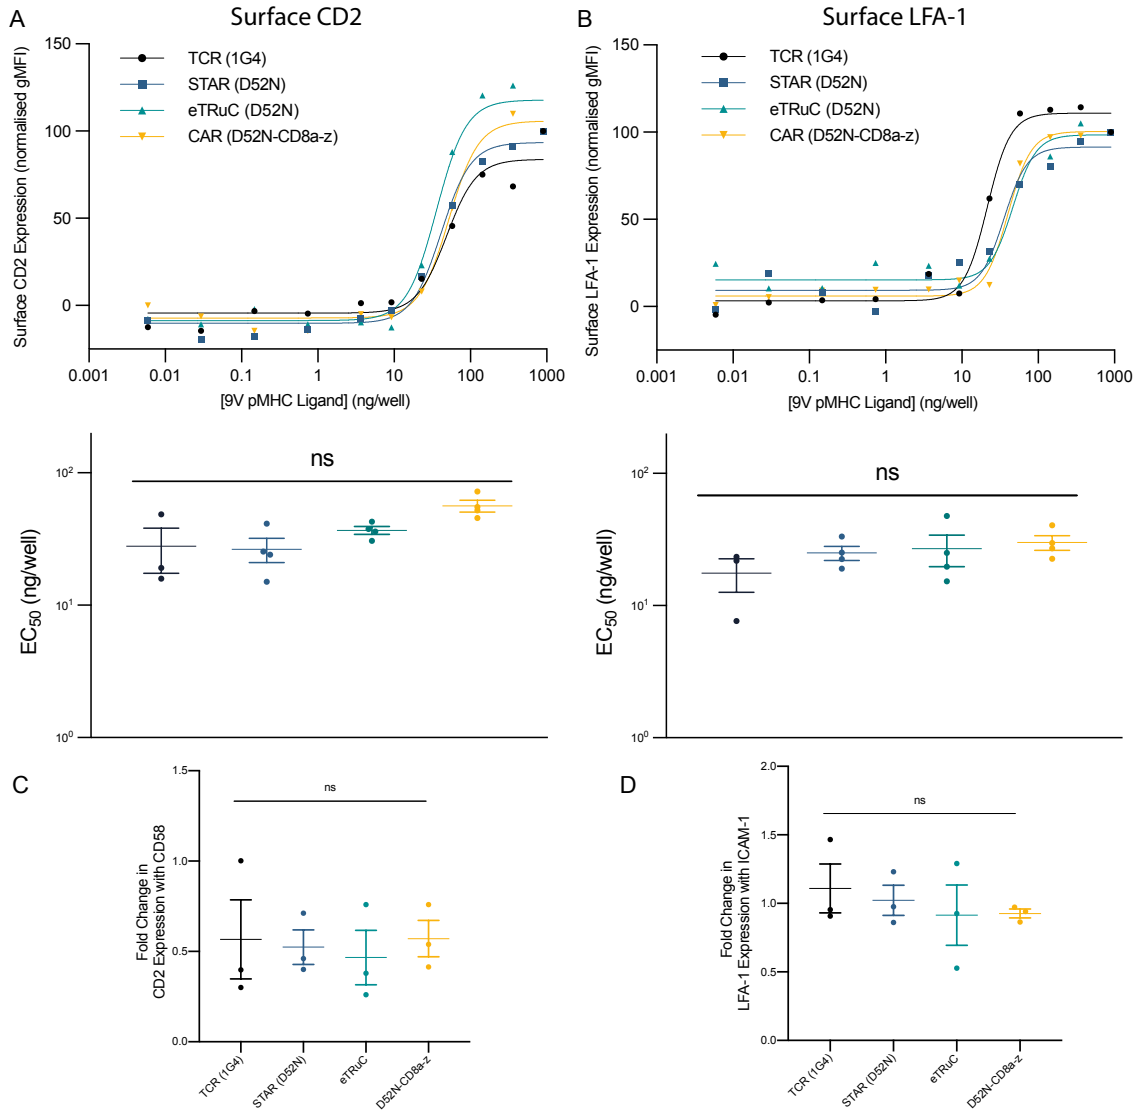 A
Surface CD2
TCR (1G4)
STAR (D52N)
eTRuC (D52N)
CAR (D52N-CD8a-z)
Surface CD2 Expression (normalised gMFI)
150
100
50
0
0.001
0.01
0.1
1
10
100
1000
[9V pMHC Ligand] (ng/well)
B
Surface LFA-1
TCR (1G4)
STAR (D52N)
eTRuC (D52N)
CAR (D52N-CD8a-z)
Surface LFA-1 Expression (normalised gMFI)
150
100
50
0
0.001
0.01
0.1
1
10
100
1000
[9V pMHC Ligand] (ng/well)
ns
EC50 (ng/well)
10²
10¹
10⁰
ns
EC50 (ng/well)
10²
10¹
10⁰
C
Fold Change in
CD2 Expression with CD58
1.5
1.0
0.5
0.0
ns
TCR (1G4)
STAR (D52N)
eTRuC
D52N-CD8a-z
D
Fold Change in
LFA-1 Expression with ICAM-1
2.0
1.5
1.0
0.5
0.0
ns
TCR (1G4)
STAR (D52N)
eTRuC
D52N-CD8a-z